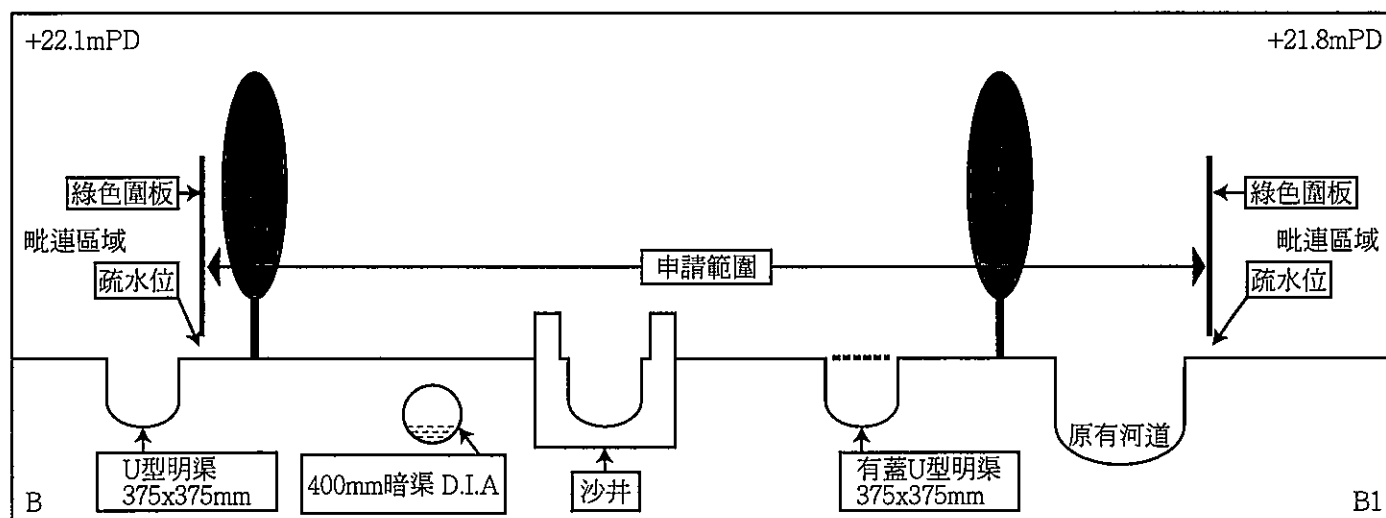 +22.1mPD
+21.8mPD
綠色圍板
綠色圍板
毗連區域
毗連區域
申請範圍
疏水位
疏水位
原有河道
U型明渠
375x375mm
400mm暗渠 D.I.A
沙井
有蓋U型明渠
375x375mm
B
B1